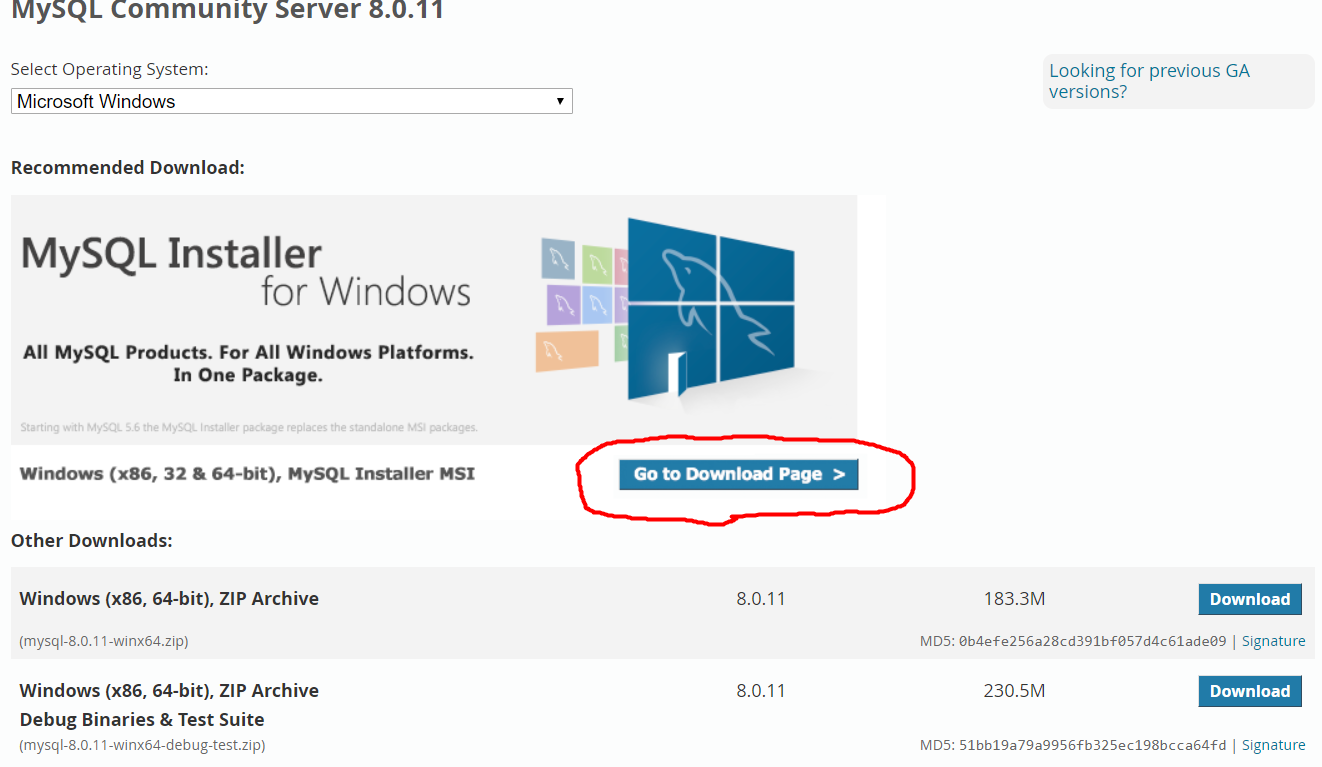 MySQL Community Server 8.0.11
Select Operating System:
Microsoft Windows
Looking for previous GA
versions?
Recommended Download:
MySQL Installer
for Windows
All MySQL Products. For All Windows Platforms.
In One Package.
Starting with MySQL 5.6 the MySQL Installer package replaces the standalone MSI packages.
Windows (x86, 32 & 64-bit), MySQL Installer MSI
Go to Download Page >
Other Downloads:
Windows (x86, 64-bit), ZIP Archive 8.0.11 183.3M Download
(mysql-8.0.11-winx64.zip) MD5: 0b4efe256a28cd391bf057d4c61ade09 | Signature
Windows (x86, 64-bit), ZIP Archive 8.0.11 230.5M Download
Debug Binaries & Test Suite
(mysql-8.0.11-winx64-debug-test.zip) MD5: 51bb19a79a9956fb325ec198bcca64fd | Signature